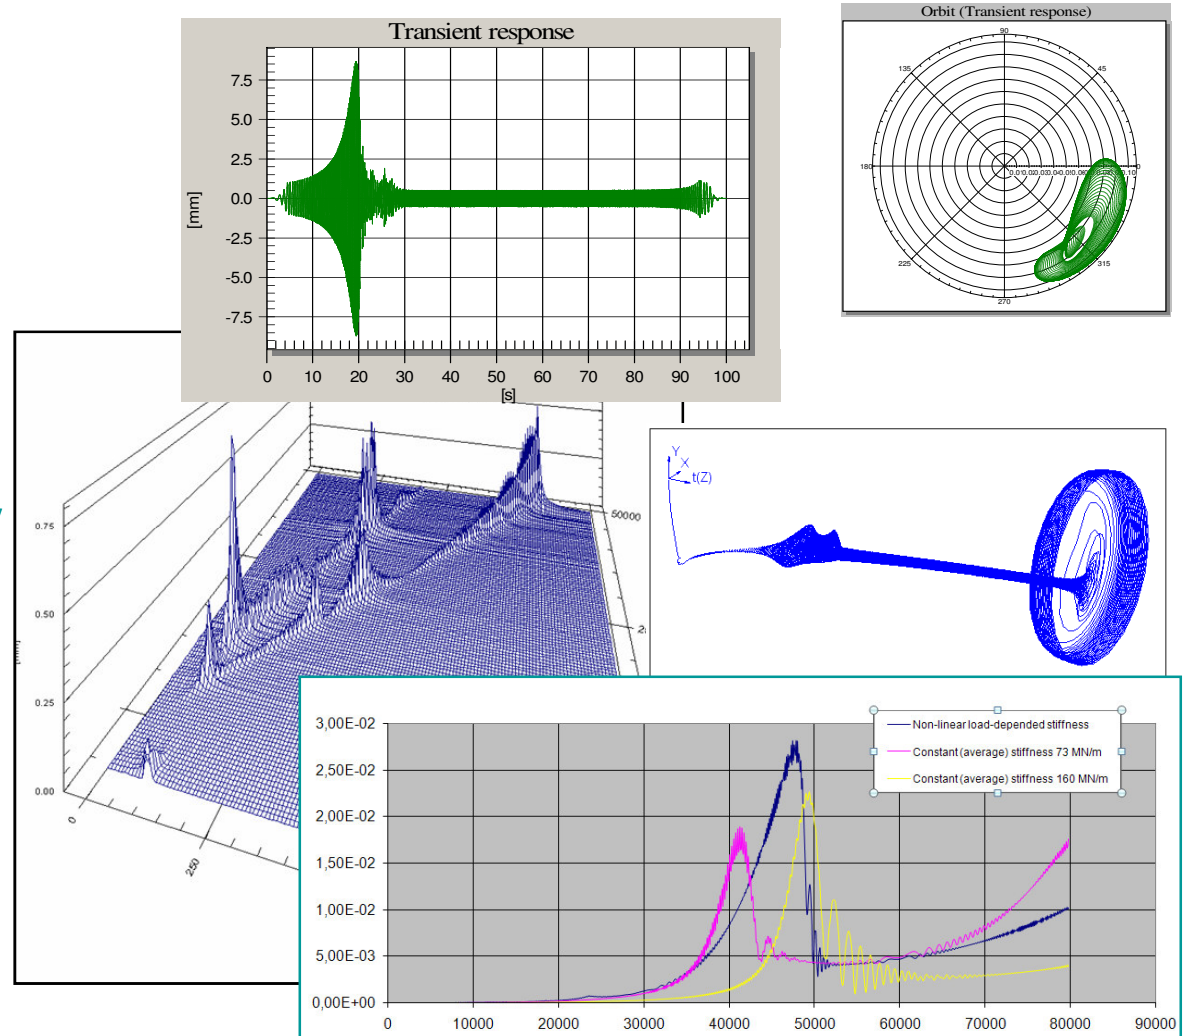 Transient response
7.5
5.0
2.5
0.0
-2.5
-5.0
-7.5
[mm]
0 10 20 30 40 50 60 70 80 90 100
[s]
Orbit (Transient response)
90
135 45
180 0
225 315
270
0.75
0.50
0.25
0.00
0
250
50000
Y
X
t(Z)
3,00E-02
2,50E-02
2,00E-02
1,50E-02
1,00E-02
5,00E-03
0,00E+00
0 10000 20000 30000 40000 50000 60000 70000 80000 90000
Non-linear load-depended stiffness
Constant (average) stiffness 73 MN/m
Constant (average) stiffness 160 MN/m